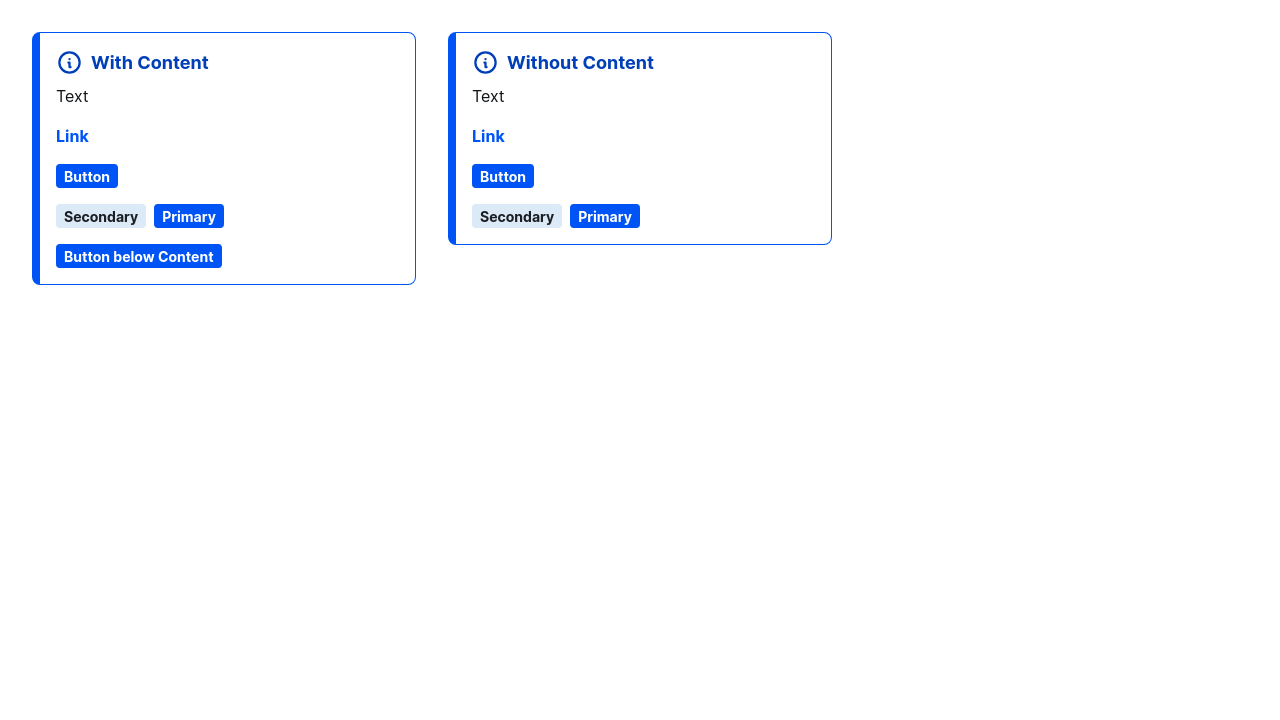 With Content
Text
Link
Button
Secondary Primary
Button below Content
Without Content
Text
Link
Button
Secondary Primary